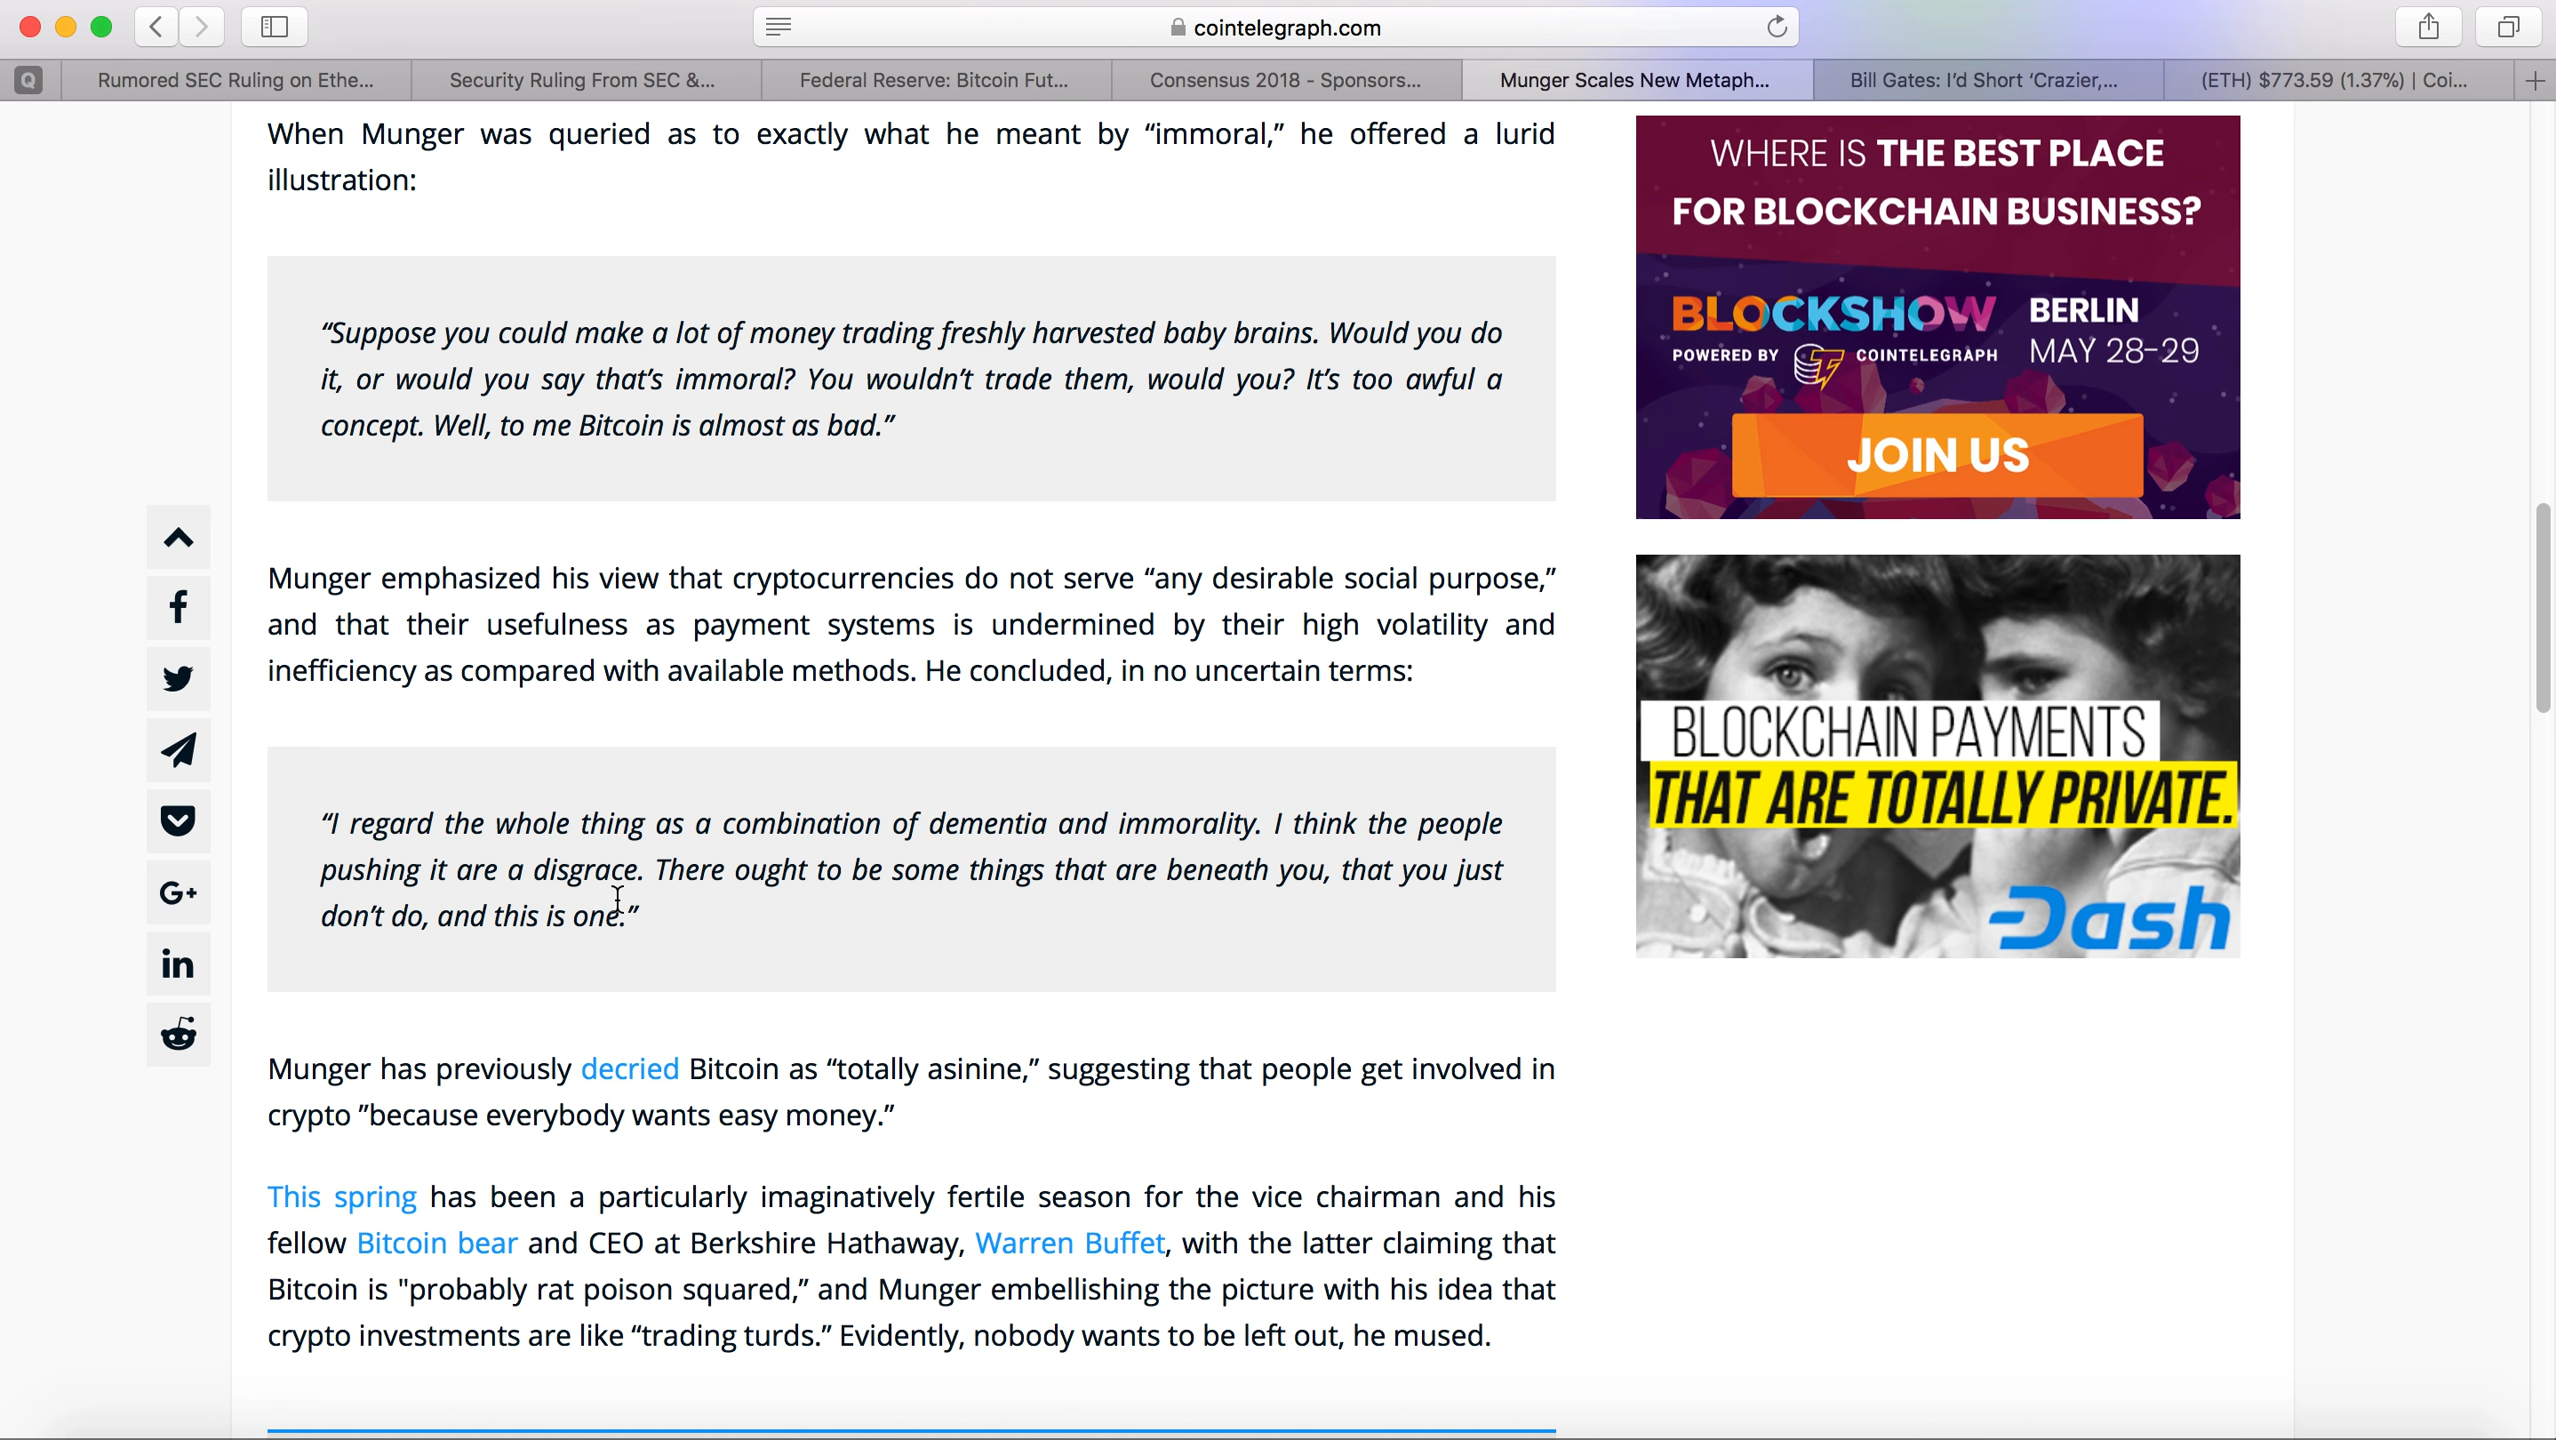 cointelegraph.com
Q
Rumored SEC Ruling on Ethe...
Security Ruling From SEC &...
Federal Reserve: Bitcoin Fut...
Consensus 2018 - Sponsors...
Munger Scales New Metaph...
Bill Gates: I'd Short ‘Crazier,...
(ETH) $773.59 (1.37%) | Coi...
When Munger was queried as to exactly what he meant by “immoral,” he offered a lurid
illustration:
“Suppose you could make a lot of money trading freshly harvested baby brains. Would you do
it, or would you say that’s immoral? You wouldn’t trade them, would you? It’s too awful a
concept. Well, to me Bitcoin is almost as bad.”
Munger emphasized his view that cryptocurrencies do not serve “any desirable social purpose,”
and that their usefulness as payment systems is undermined by their high volatility and
inefficiency as compared with available methods. He concluded, in no uncertain terms:
“I regard the whole thing as a combination of dementia and immorality. I think the people
pushing it are a disgrace. There ought to be some things that are beneath you, that you just
don’t do, and this is one.”
Munger has previously decried Bitcoin as “totally asinine,” suggesting that people get involved in
crypto ”because everybody wants easy money.”
This spring has been a particularly imaginatively fertile season for the vice chairman and his
fellow Bitcoin bear and CEO at Berkshire Hathaway, Warren Buffet, with the latter claiming that
Bitcoin is "probably rat poison squared,” and Munger embellishing the picture with his idea that
crypto investments are like “trading turds.” Evidently, nobody wants to be left out, he mused.
G+
in
WHERE IS THE BEST PLACE
FOR BLOCKCHAIN BUSINESS?
BLOCKSHOW
POWERED BY COINTELEGRAPH
BERLIN
MAY 28-29
JOIN US
BLOCKCHAIN PAYMENTS
THAT ARE TOTALLY PRIVATE.
Dash